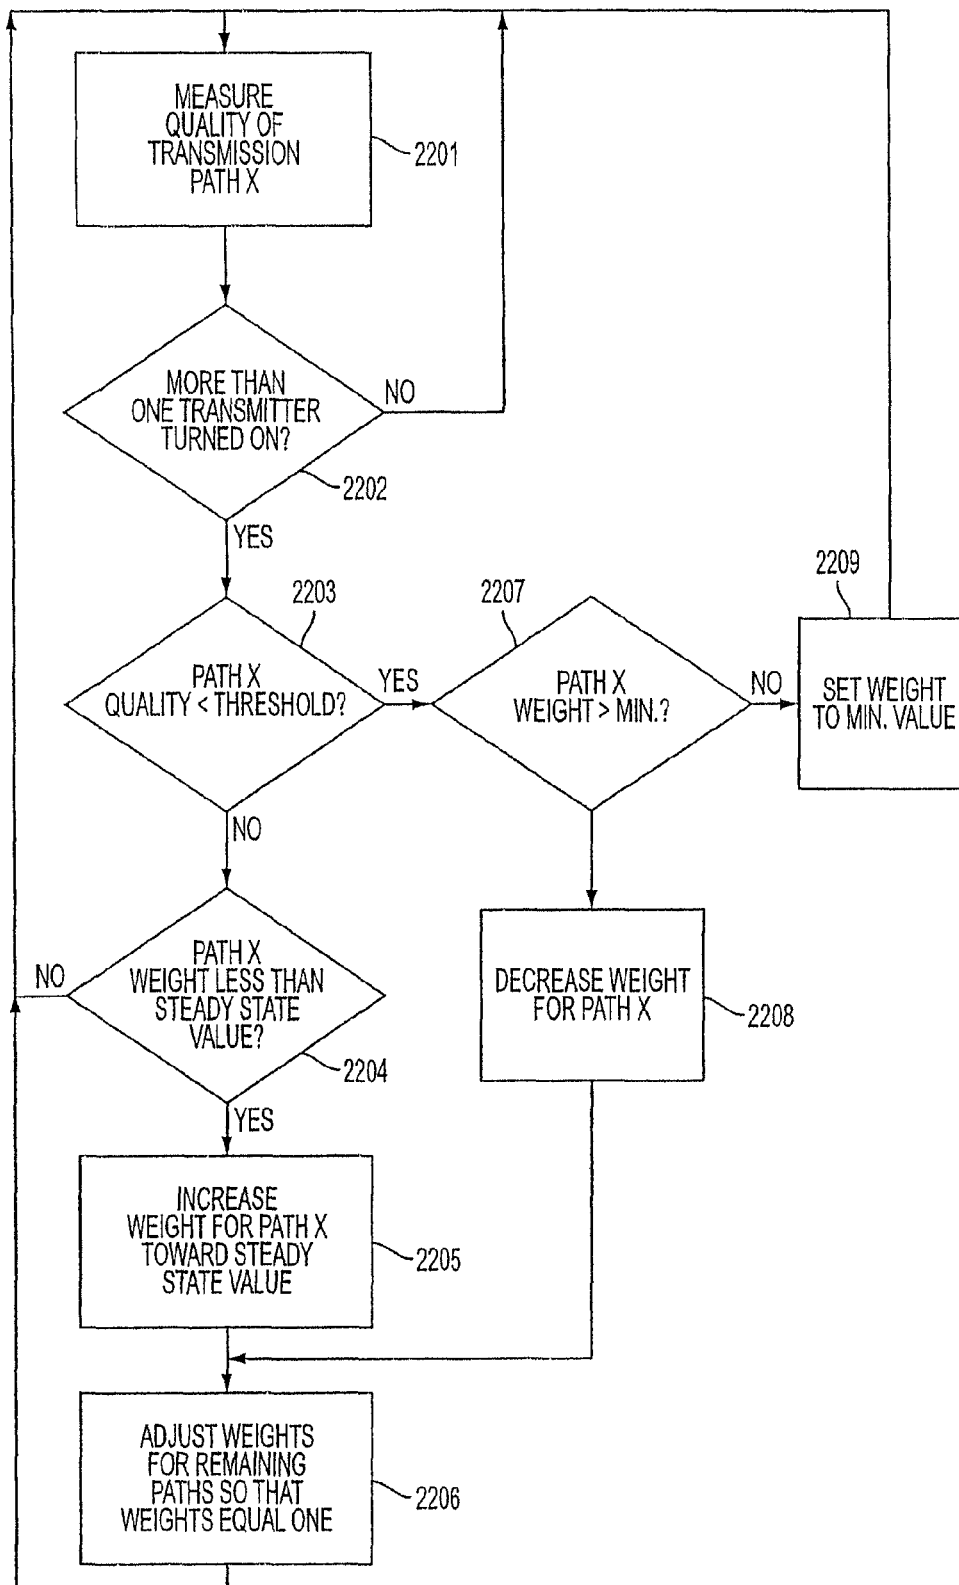 MEASURE
QUALITY OF
TRANSMISSION
PATH X
2201
MORE THAN
ONE TRANSMITTER
TURNED ON?
NO
2202
YES
2203
PATH X
QUALITY < THRESHOLD?
YES
2207
PATH X
WEIGHT > MIN.?
NO
2209
SET WEIGHT
TO MIN. VALUE
NO
PATH X
WEIGHT LESS THAN
STEADY STATE
VALUE?
NO
2204
YES
DECREASE WEIGHT
FOR PATH X
2208
INCREASE
WEIGHT FOR PATH X
TOWARD STEADY
STATE VALUE
2205
ADJUST WEIGHTS
FOR REMAINING
PATHS SO THAT
WEIGHTS EQUAL ONE
2206